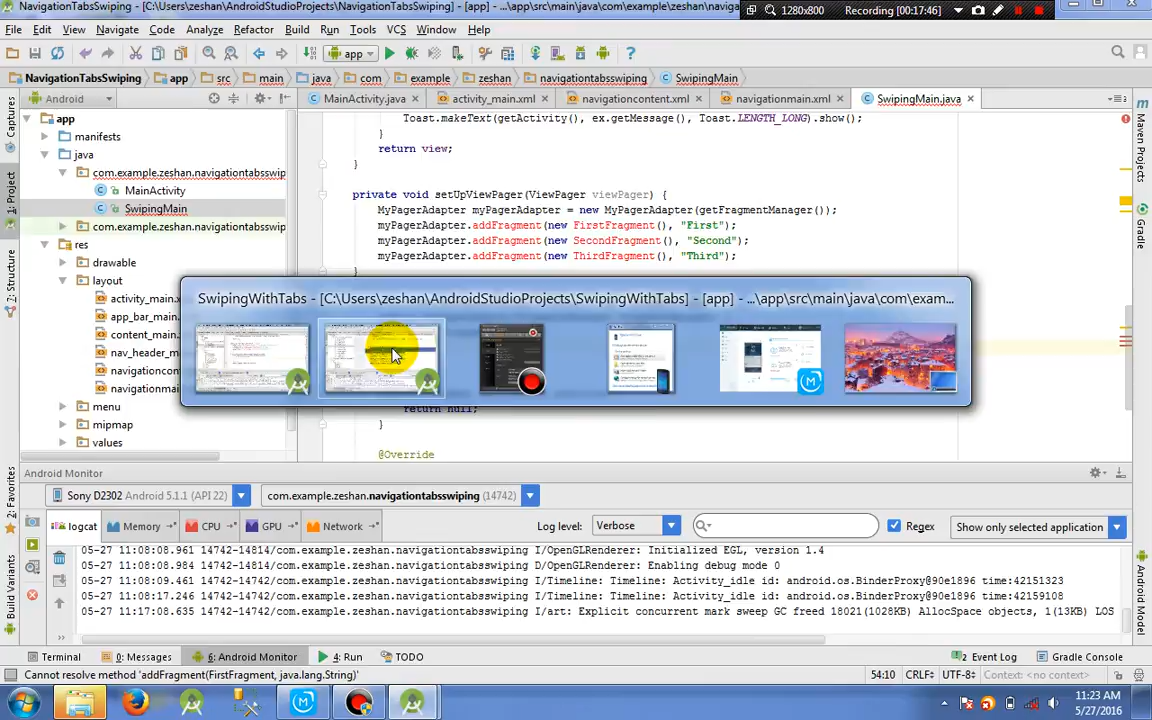 NavigationTabsSwiping - [C:\Users\zeshan\AndroidStudioProjects\NavigationTabsSwiping] - [app] - ...\app\src\main\java\com\example\zeshan\naviga
1280x800 Recording [00:17:46]
File Edit View Navigate Code Analyze Refactor Build Run Tools VCS Window Help
app
NavigationTabsSwiping app src main java com example zeshan navigationtabsswiping SwipingMain
Android
MainActivity.java activity_main.xml navigationcontent.xml navigationmain.xml SwipingMain.java
Captures
1: Project
7: Structure
2: Favorites
Build Variants
Maven Projects
Gradle
Android Model
app
manifests
java
com.example.zeshan.navigationtabsswip
MainActivity
SwipingMain
com.example.zeshan.navigationtabsswip
res
drawable
layout
activity_main.x
app_bar_main
content_main.
nav_header_m
navigationcon
navigationmai
menu
mipmap
values
Toast.makeText(getActivity(), ex.getMessage(), Toast.LENGTH_LONG).show();
}
return view;
}
private void setUpViewPager(ViewPager viewPager) {
MyPagerAdapter myPagerAdapter = new MyPagerAdapter(getFragmentManager());
myPagerAdapter.addFragment(new FirstFragment(), "First");
myPagerAdapter.addFragment(new SecondFragment(), "Second");
myPagerAdapter.addFragment(new ThirdFragment(), "Third");
}
SwipingWithTabs - [C:\Users\zeshan\AndroidStudioProjects\SwipingWithTabs] - [app] - ...\app\src\main\java\com\exam...
return null;
}
@Override
Android Monitor
Sony D2302 Android 5.1.1 (API 22) com.example.zeshan.navigationtabsswiping (14742)
logcat Memory CPU GPU Network Log level: Verbose Regex Show only selected application
05-27 11:08:08.961 14742-14814/com.example.zeshan.navigationtabsswiping I/OpenGLRenderer: Initialized EGL, version 1.4
05-27 11:08:08.984 14742-14814/com.example.zeshan.navigationtabsswiping D/OpenGLRenderer: Enabling debug mode 0
05-27 11:08:09.461 14742-14742/com.example.zeshan.navigationtabsswiping I/Timeline: Timeline: Activity_idle id: android.os.BinderProxy@90e1896 time:42151323
05-27 11:08:17.246 14742-14742/com.example.zeshan.navigationtabsswiping I/Timeline: Timeline: Activity_idle id: android.os.BinderProxy@90e1896 time:42159108
05-27 11:17:08.635 14742-14742/com.example.zeshan.navigationtabsswiping I/art: Explicit concurrent mark sweep GC freed 18021(1028KB) AllocSpace objects, 1(13KB) LOS
Terminal 0: Messages 6: Android Monitor 4: Run TODO 2 Event Log Gradle Console
Cannot resolve method 'addFragment(FirstFragment, java.lang.String)' 54:10 CRLF UTF-8 Context: <no context>
11:23 AM
5/27/2016